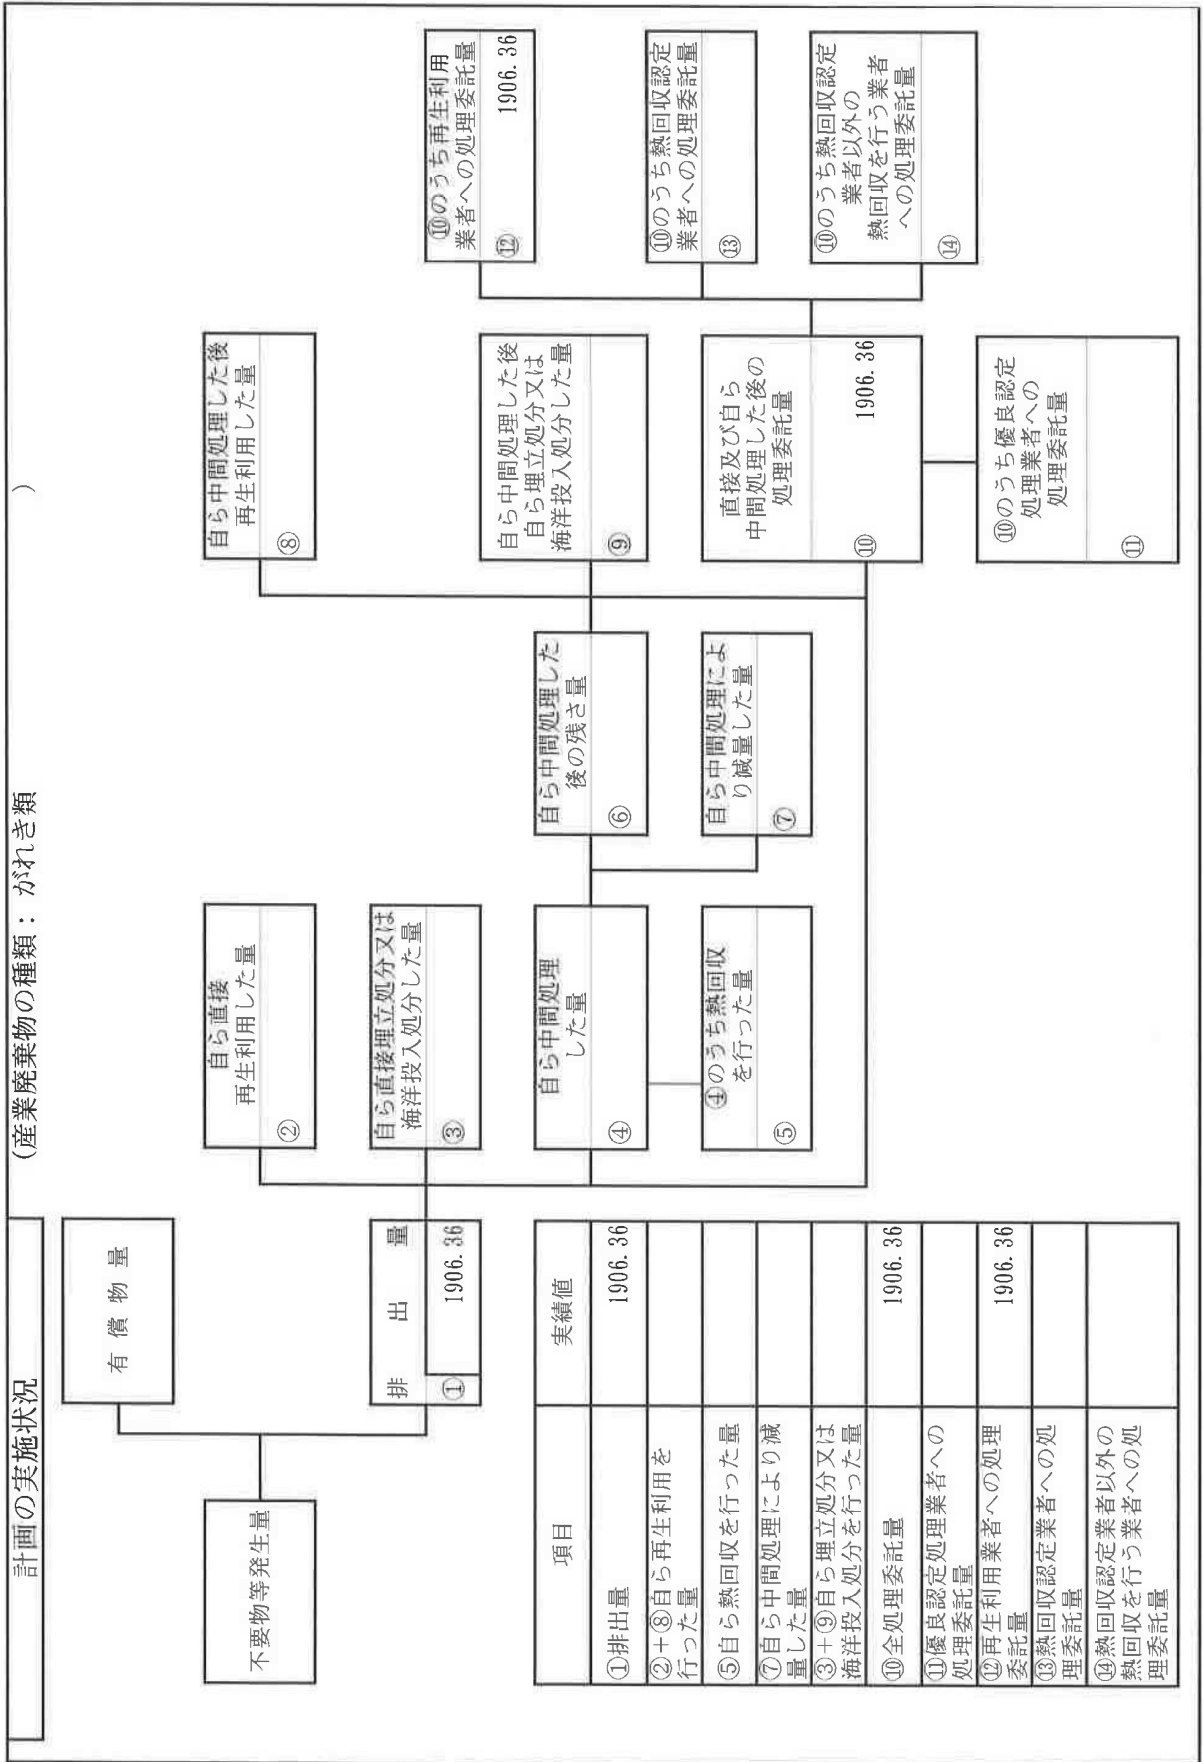 計画の実施状況
(産業廃棄物の種類：がれき類　　　　)
不要物等発生量
有償物量
排出量
① 1906.36
自ら直接
再生利用した量
②
自ら直接埋立処分又は
海洋投入処分した量
③
自ら中間処理
した量
④
④のうち熱回収
を行った量
⑤
自ら中間処理した
後の残さ量
⑥
自ら中間処理によ
り減量した量
⑦
自ら中間処理した後
再生利用した量
⑧
自ら中間処理した後
自ら埋立処分又は
海洋投入処分した量
⑨
直接及び自ら
中間処理した後の
処理委託量
⑩ 1906.36
⑩のうち優良認定
処理業者への
処理委託量
⑪
⑩のうち再生利用
業者への処理委託量
⑫ 1906.36
⑩のうち熱回収認定
業者への処理委託量
⑬
⑩のうち熱回収認定
業者以外の
熱回収を行う業者
への処理委託量
⑭
項目 実績値
①排出量 1906.36
②＋⑧自ら再生利用を
行った量
⑤自ら熱回収を行った量
⑦自ら中間処理により減
量した量
③＋⑨自ら埋立処分又は
海洋投入処分を行った量
⑩全処理委託量 1906.36
⑪優良認定処理業者への
処理委託量
⑫再生利用業者への処理
委託量 1906.36
⑬熱回収認定業者への処
理委託量
⑭熱回収認定業者以外の
熱回収を行う業者への処
理委託量